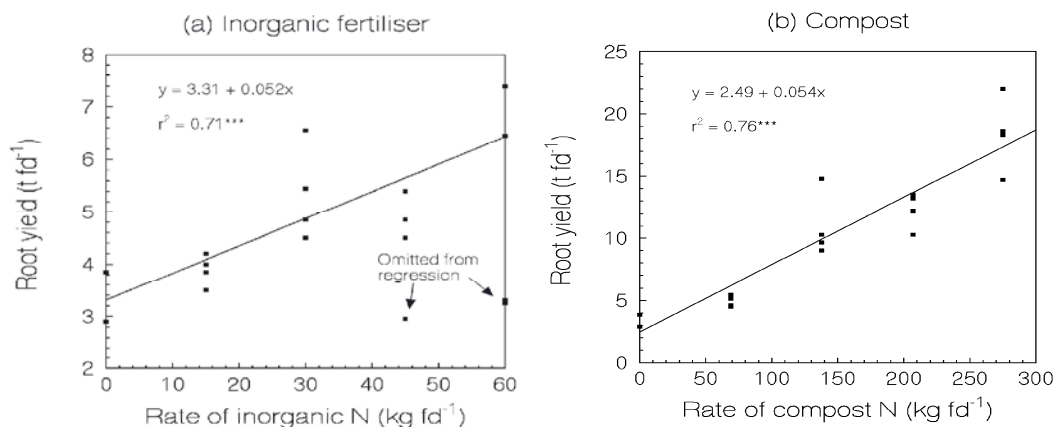 (a) Inorganic fertiliser
8
7
6
5
4
3
2
y = 3.31 + 0.052x
r² = 0.71***
Omitted from
regression
0 10 20 30 40 50 60
Rate of inorganic N (kg fd⁻¹)
Root yied (t fd⁻¹)
(b) Compost
25
20
15
10
5
0
y = 2.49 + 0.054x
r² = 0.76***
0 50 100 150 200 250 300
Rate of compost N (kg fd⁻¹)
Root yield (t fd⁻¹)